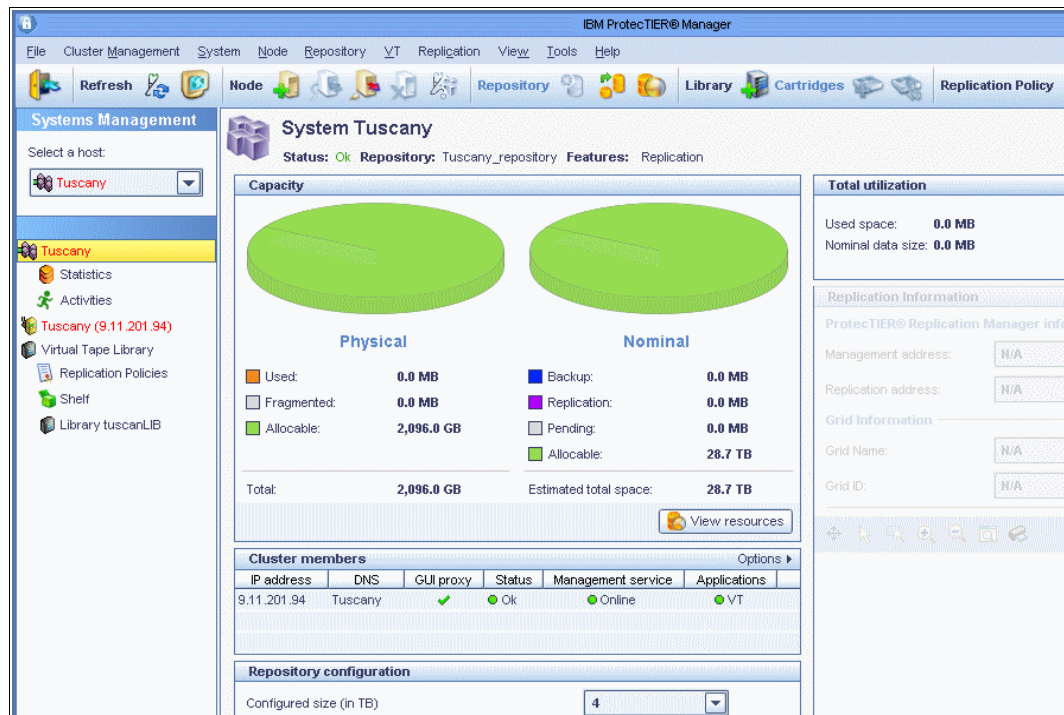 IBM ProtecTIER® Manager
File Cluster Management System Node Repository VT Replication View Tools Help
Refresh Node Repository Library Cartridges Replication Policy
Systems Management
Select a host:
Tuscany
Tuscany
Statistics
Activities
Tuscany (9.11.201.94)
Virtual Tape Library
Replication Policies
Shelf
Library tuscanLIB
System Tuscany
Status: Ok Repository: Tuscany_repository Features: Replication
Capacity
Physical Nominal
Used: 0.0 MB Backup: 0.0 MB
Fragmented: 0.0 MB Replication: 0.0 MB
Allocable: 2,096.0 GB Pending: 0.0 MB
Allocable: 28.7 TB
Total: 2,096.0 GB Estimated total space: 28.7 TB
View resources
Cluster members Options
IP address DNS GUI proxy Status Management service Applications
9.11.201.94 Tuscany Ok Online VT
Repository configuration
Configured size (in TB) 4
Total utilization
Used space: 0.0 MB
Nominal data size: 0.0 MB
Replication Information
ProtecTIER® Replication Manager info
Management address: N/A
Replication address: N/A
Grid Information
Grid Name: N/A
Grid ID: N/A